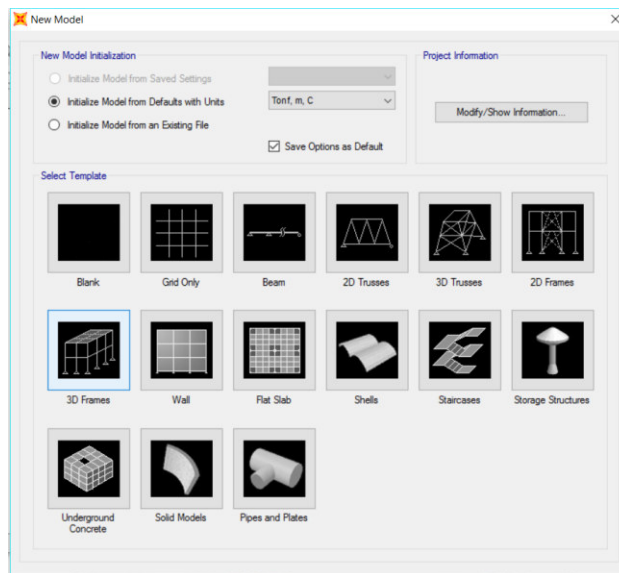 New Model
New Model Initialization
Project Information
Initialize Model from Saved Settings
Initialize Model from Defaults with Units
Tonf, m, C
Modify/Show Information...
Initialize Model from an Existing File
Save Options as Default
Select Template
Blank
Grid Only
Beam
2D Trusses
3D Trusses
2D Frames
3D Frames
Wall
Flat Slab
Shells
Staircases
Storage Structures
Underground
Concrete
Solid Models
Pipes and Plates